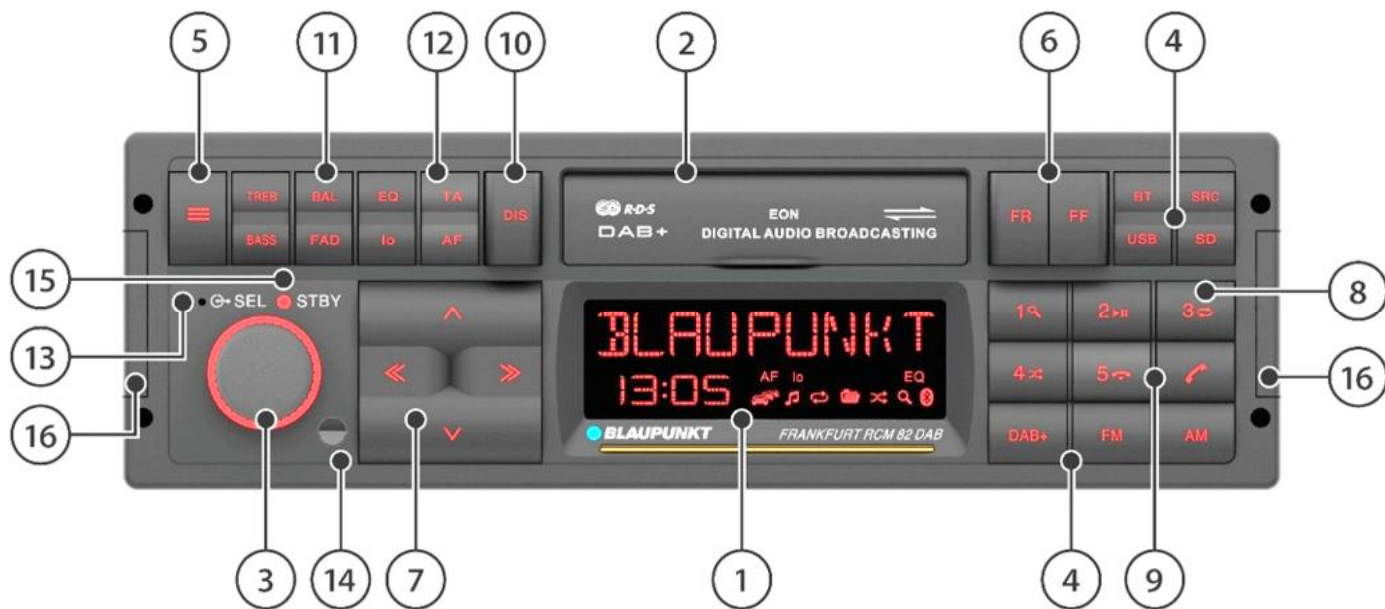 5 11 12 10 2 6 4
TREB BAL EQ TA DIS
BASS FAD lo AF
R·D·S EON
DAB+ DIGITAL AUDIO BROADCASTING
FR FF BT SRC
USB SD
15
SEL STBY
13
16
1 2 3
8
4 5
16
DAB+ FM AM
BLAUPUNKT
AF lo EQ
13:05
BLAUPUNKT FRANKFURT RCM 82 DAB
3 14 7 1 4 9